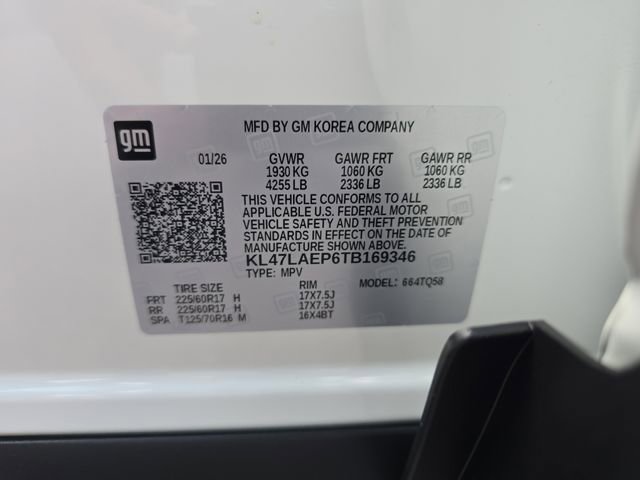 gm
MFD BY GM KOREA COMPANY
01/26 GVWR GAWR FRT GAWR RR
1930 KG 1060 KG 1060 KG
4255 LB 2336 LB 2336 LB
THIS VEHICLE CONFORMS TO ALL
APPLICABLE U.S. FEDERAL MOTOR
VEHICLE SAFETY AND THEFT PREVENTION
STANDARDS IN EFFECT ON THE DATE OF
MANUFACTURE SHOWN ABOVE.
KL47LAEP6TB169346
TYPE: MPV MODEL: 664TQ58
TIRE SIZE RIM
FRT 225/60R17 H 17X7.5J
RR 225/60R17 H 17X7.5J
SPA T125/70R16 M 16X4BT